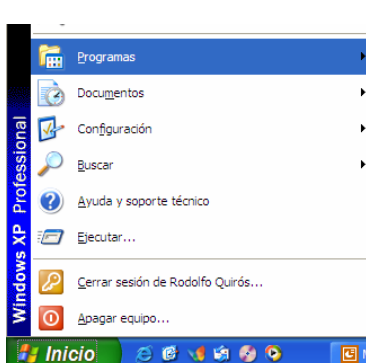 Programas
Documentos
Configuración
Buscar
Ayuda y soporte técnico
Ejecutar...
Cerrar sesión de Rodolfo Quirós...
Apagar equipo...
Windows XP Professional
Inicio